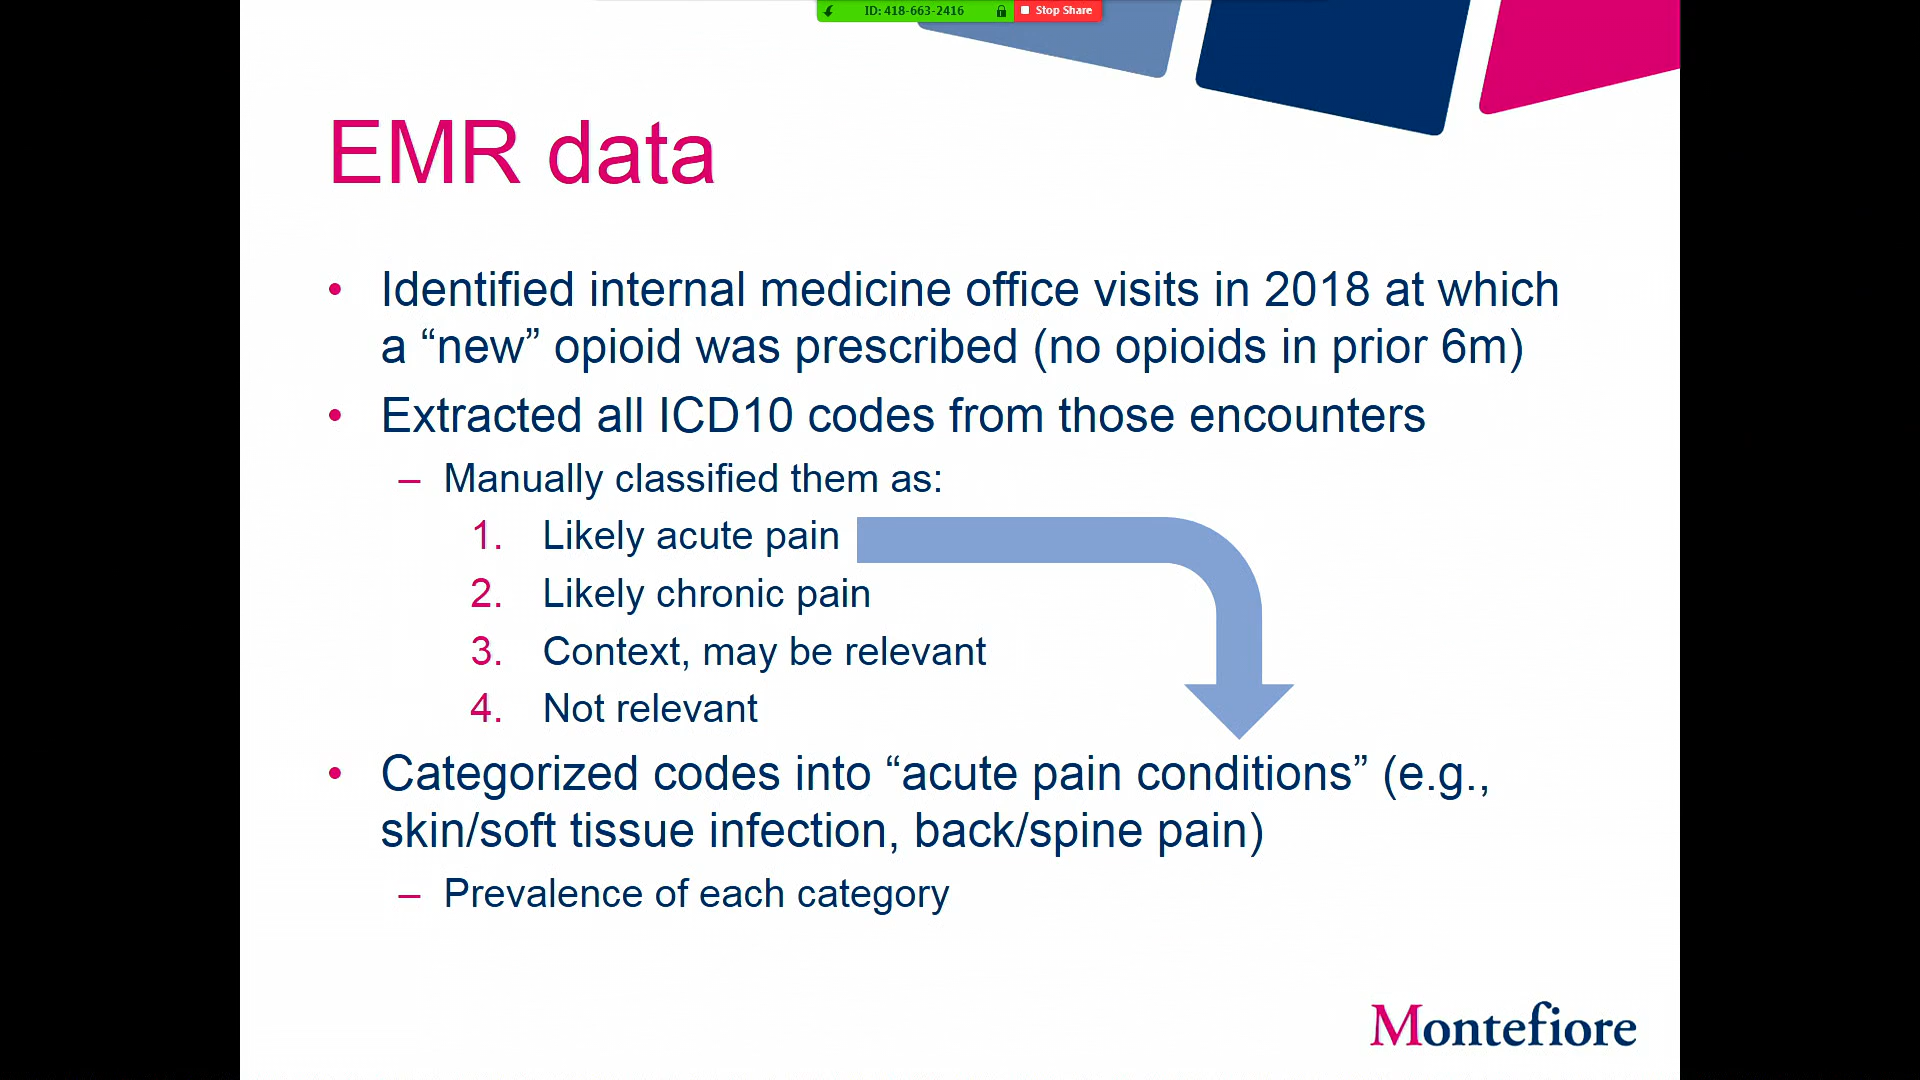 ID: 418-663-2416
Stop Share
EMR data
• Identified internal medicine office visits in 2018 at which
a “new” opioid was prescribed (no opioids in prior 6m)
• Extracted all ICD10 codes from those encounters
– Manually classified them as:
1. Likely acute pain
2. Likely chronic pain
3. Context, may be relevant
4. Not relevant
• Categorized codes into “acute pain conditions” (e.g.,
skin/soft tissue infection, back/spine pain)
– Prevalence of each category
Montefiore